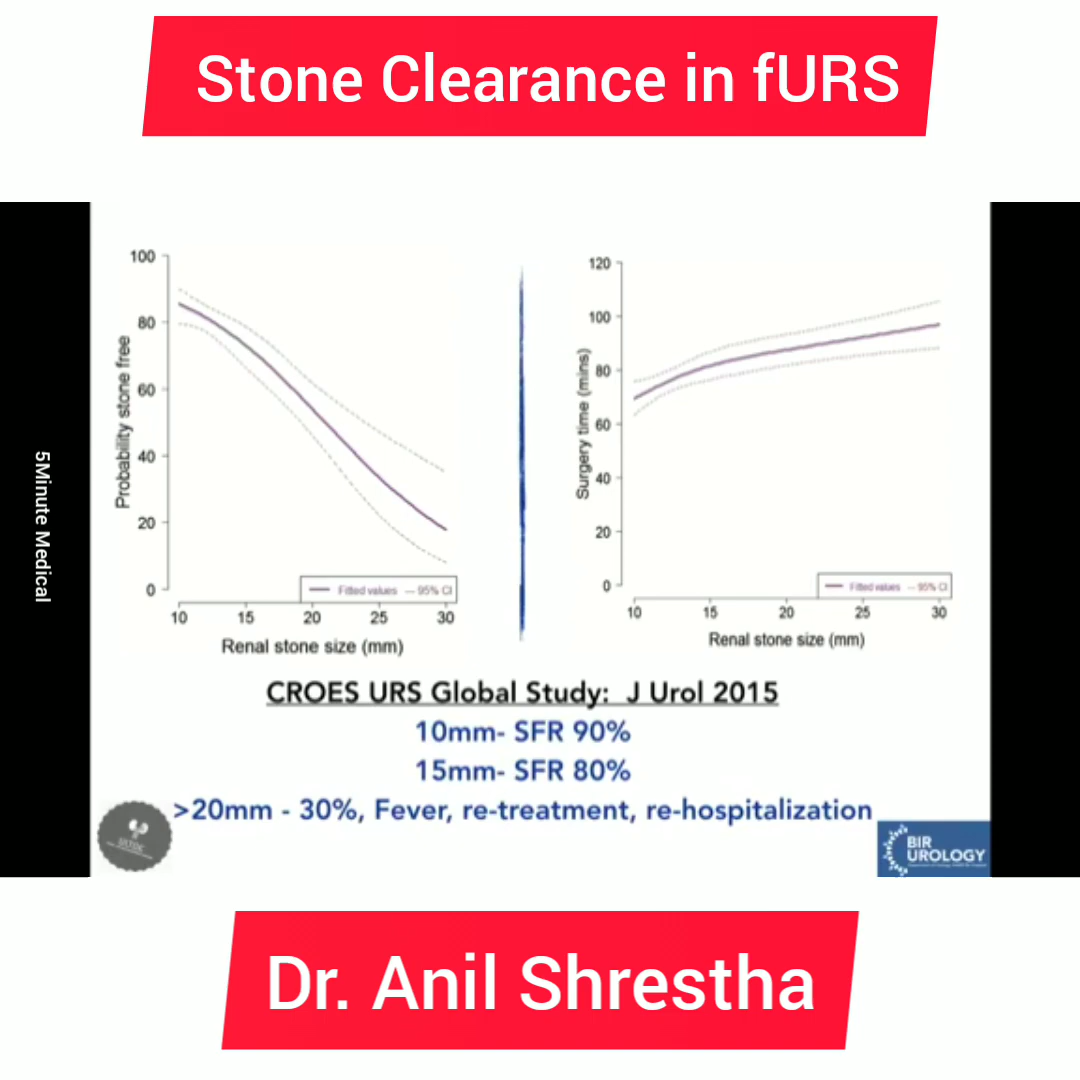 Stone Clearance in fURS
5Minute Medical
100
80
60
40
20
0
Probability stone free
10 15 20 25 30
Renal stone size (mm)
Fitted values --- 95% CI
120
100
80
60
40
20
0
Surgery time (mins)
10 15 20 25 30
Renal stone size (mm)
Fitted values --- 95% CI
CROES URS Global Study: J Urol 2015
10mm- SFR 90%
15mm- SFR 80%
>20mm - 30%, Fever, re-treatment, re-hospitalization
BIR
UROLOGY
Dr. Anil Shrestha